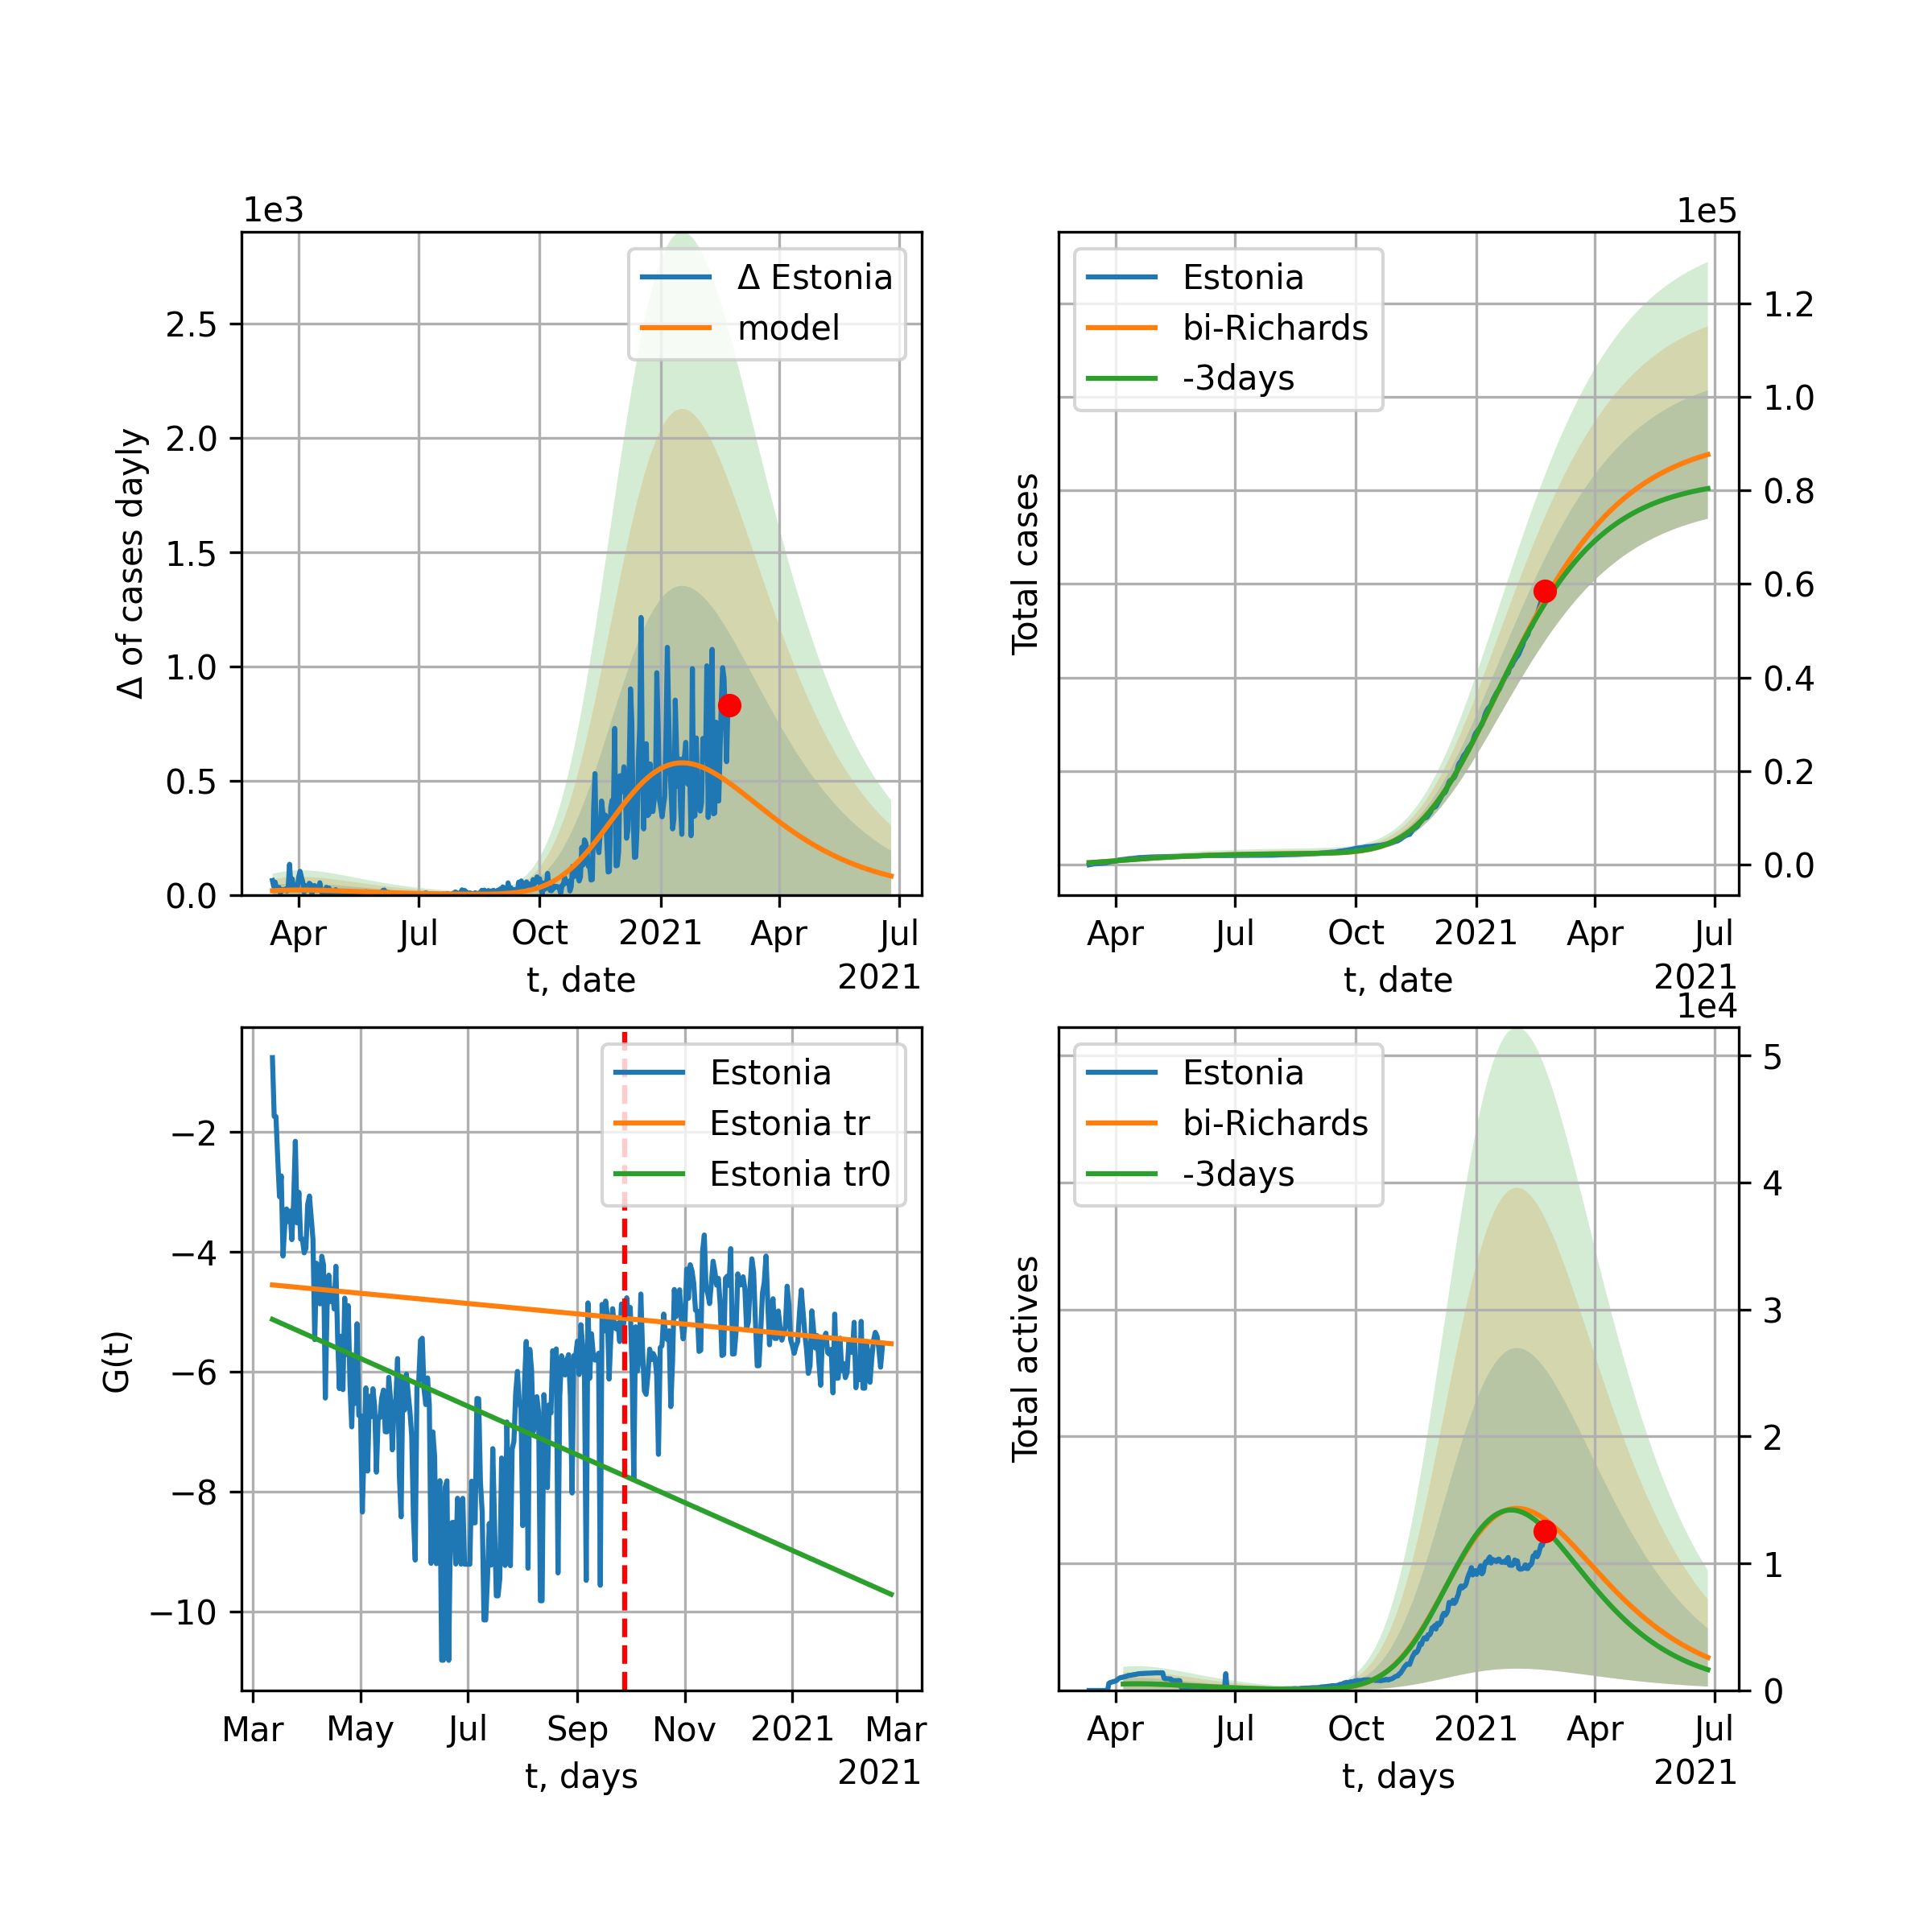 1e3
Δ of cases dayly
2.5
2.0
1.5
1.0
0.5
0.0
Δ Estonia
model
Apr
Jul
Oct
2021
Apr
Jul
t, date
2021
1e5
Total cases
Estonia
bi-Richards
-3days
1.2
1.0
0.8
0.6
0.4
0.2
0.0
Apr
Jul
Oct
2021
Apr
Jul
t, date
2021
G(t)
−2
−4
−6
−8
−10
Estonia
Estonia tr
Estonia tr0
Mar
May
Jul
Sep
Nov
2021
Mar
t, days
2021
1e4
Total actives
Estonia
bi-Richards
-3days
5
4
3
2
1
0
Apr
Jul
Oct
2021
Apr
Jul
t, days
2021